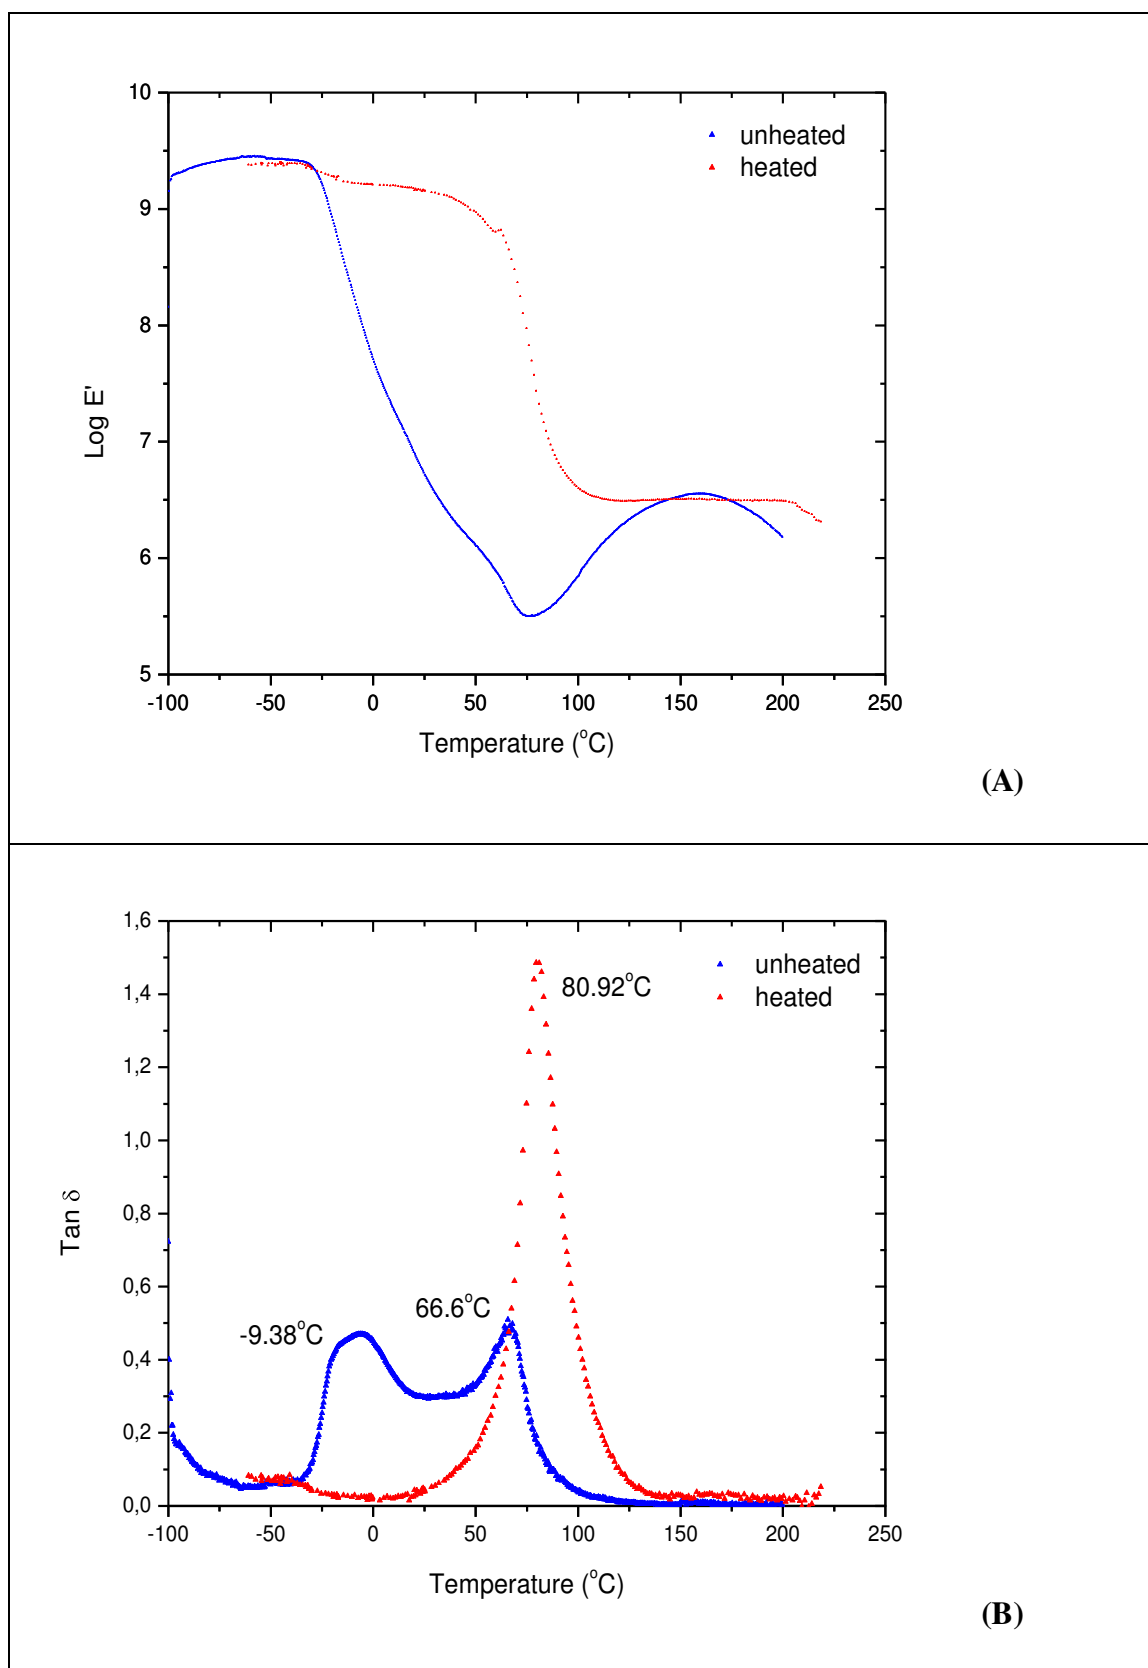 10
9
8
7
6
5
Log E'
unheated
heated
-100 -50 0 50 100 150 200 250
Temperature (°C)
(A)
1,6
1,4
1,2
1,0
0,8
0,6
0,4
0,2
0,0
Tan δ
unheated
heated
80.92°C
66.6°C
-9.38°C
-100 -50 0 50 100 150 200 250
Temperature (°C)
(B)